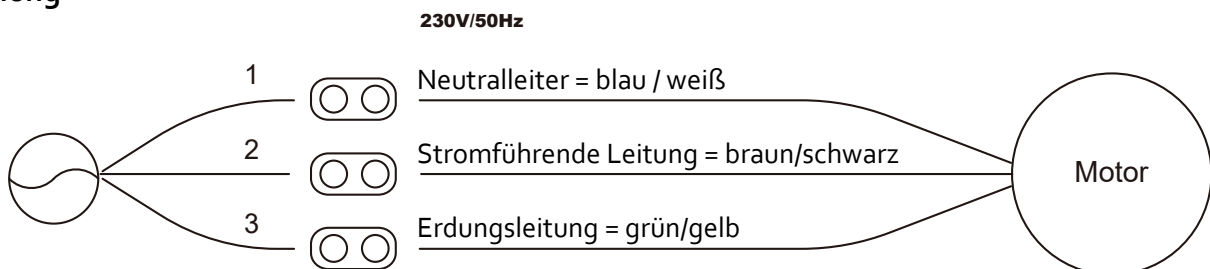 230V/50Hz
1 Neutralleiter = blau / weiß
2 Stromführende Leitung = braun/schwarz
Motor
3 Erdungsleitung = grün/gelb